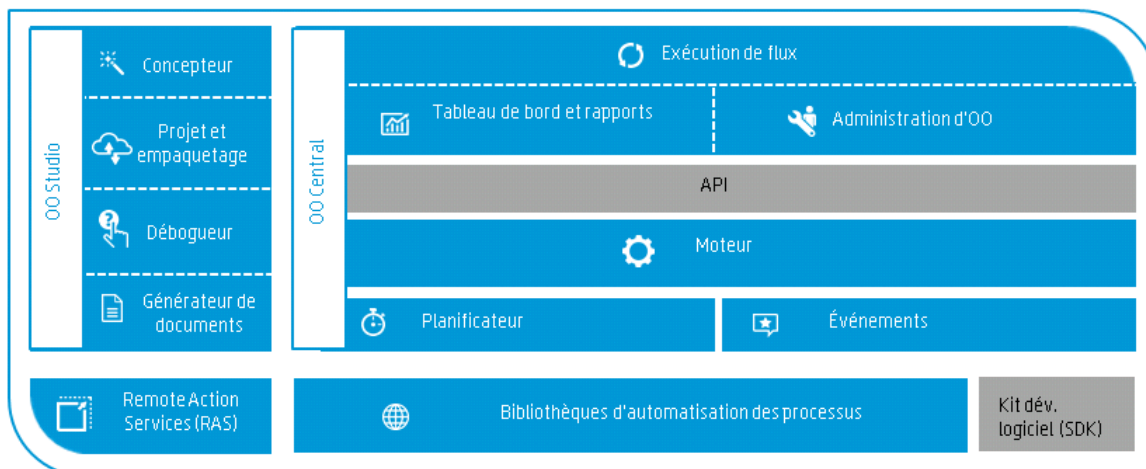 OO Studio
Concepteur
Projet et
empaquetage
Débogueur
Générateur de
documents
OO Central
Exécution de flux
Tableau de bord et rapports
Administration d'OO
API
Moteur
Planificateur
Événements
Remote Action
Services (RAS)
Bibliothèques d'automatisation des processus
Kit dév.
logiciel (SDK)